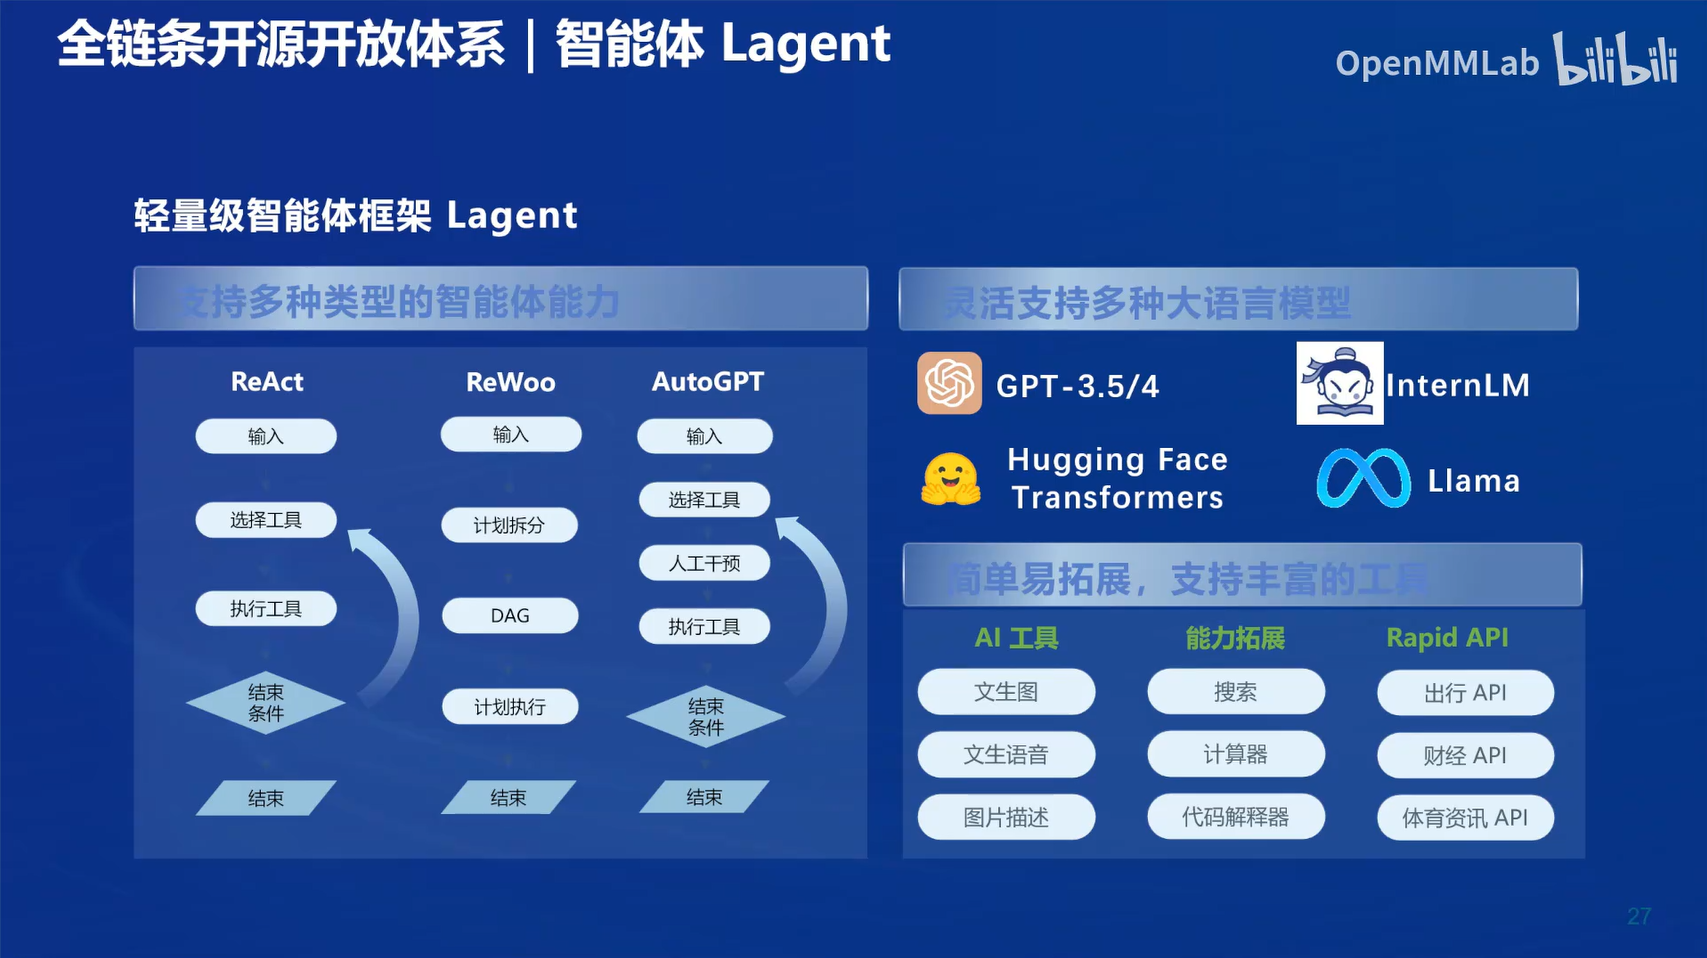 全链条开源开放体系 | 智能体 Lagent
OpenMMLab bilibili
轻量级智能体框架 Lagent
支持多种类型的智能体能力
ReAct
输入
选择工具
执行工具
结束
条件
结束
ReWoo
输入
计划拆分
DAG
计划执行
结束
AutoGPT
输入
选择工具
人工干预
执行工具
结束
条件
结束
灵活支持多种大语言模型
GPT-3.5/4
InternLM
Hugging Face
Transformers
Llama
简单易拓展，支持丰富的工具
AI 工具
文生图
文生语音
图片描述
能力拓展
搜索
计算器
代码解释器
Rapid API
出行 API
财经 API
体育资讯 API
27